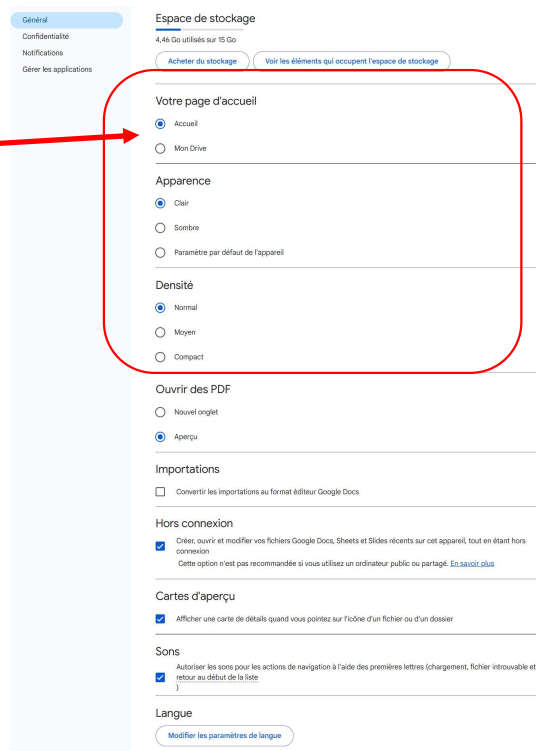 Général
Confidentialité
Notifications
Gérer les applications
Espace de stockage
4,46 Go utilisés sur 15 Go
Acheter du stockage
Voir les éléments qui occupent l'espace de stockage
Votre page d'accueil
Accueil
Mon Drive
Apparence
Clair
Sombre
Paramètre par défaut de l'appareil
Densité
Normal
Moyen
Compact
Ouvrir des PDF
Nouvel onglet
Aperçu
Importations
Convertir les importations au format éditeur Google Docs
Hors connexion
Créer, ouvrir et modifier vos fichiers Google Docs, Sheets et Slides récents sur cet appareil, tout en étant hors
connexion
Cette option n'est pas recommandée si vous utilisez un ordinateur public ou partagé. En savoir plus
Cartes d'aperçu
Afficher une carte de détails quand vous pointez sur l'icône d'un fichier ou d'un dossier
Sons
Autoriser les sons pour les actions de navigation à l'aide des premières lettres (chargement, fichier introuvable et
retour au début de la liste
)
Langue
Modifier les paramètres de langue